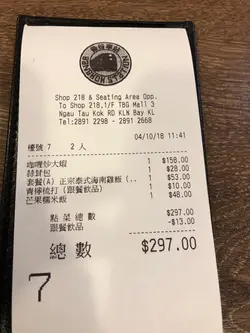 Shop 218 & Seating Area Opp.
To Shop 218,1/F TBG Mall 3
Ngau Tau Kok RD KLN Bay KL
Tel:2891 2298 - 2891 2668
04/10/18 11:41
檯號 7 2人
咖喱炒大蝦 1 $158.00
蒜茸包 1 $28.00
套餐(A) 正宗泰式海南雞飯 (.. 1 $53.00
青檸梳打 (跟餐飲品) 1 $10.00
芒果糯米飯 1 $48.00
點菜總數 $297.00
跟餐飲品 -$13.00
總數 $297.00
7